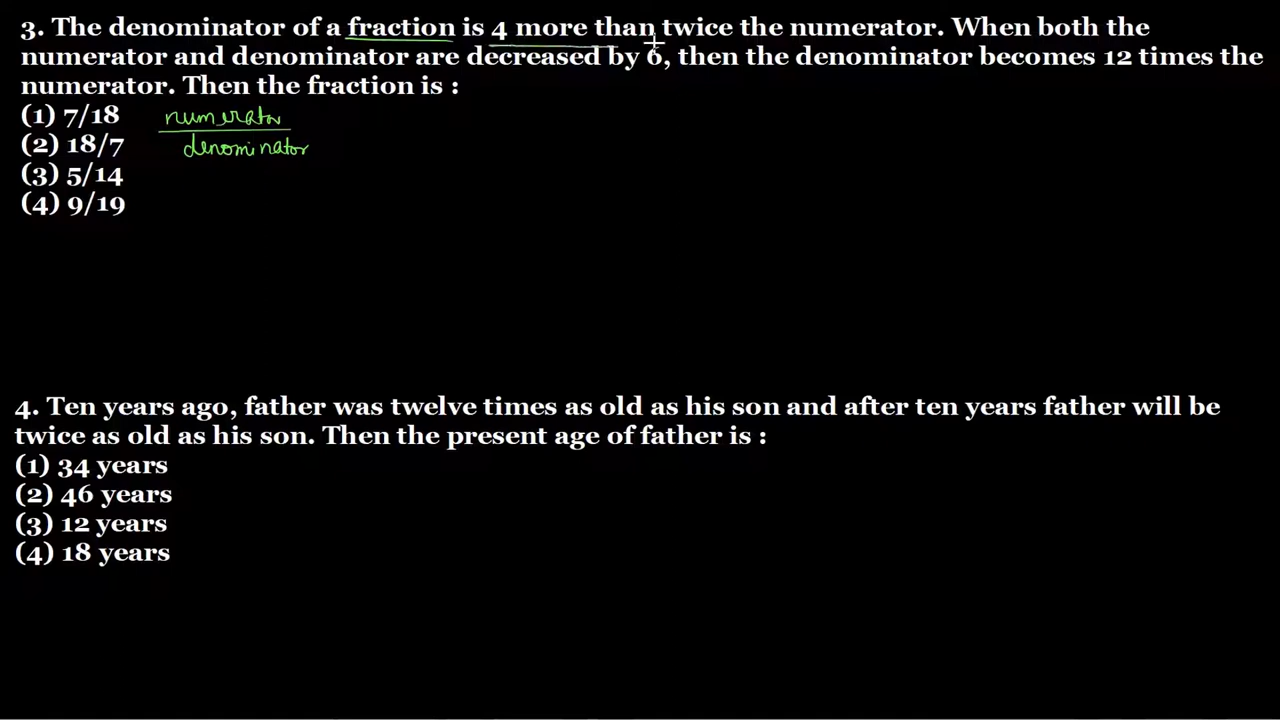 3. The denominator of a fraction is 4 more than twice the numerator. When both the
numerator and denominator are decreased by 6, then the denominator becomes 12 times the
numerator. Then the fraction is :
(1) 7/18 numerator
(2) 18/7 denominator
(3) 5/14
(4) 9/19
4. Ten years ago, father was twelve times as old as his son and after ten years father will be
twice as old as his son. Then the present age of father is :
(1) 34 years
(2) 46 years
(3) 12 years
(4) 18 years